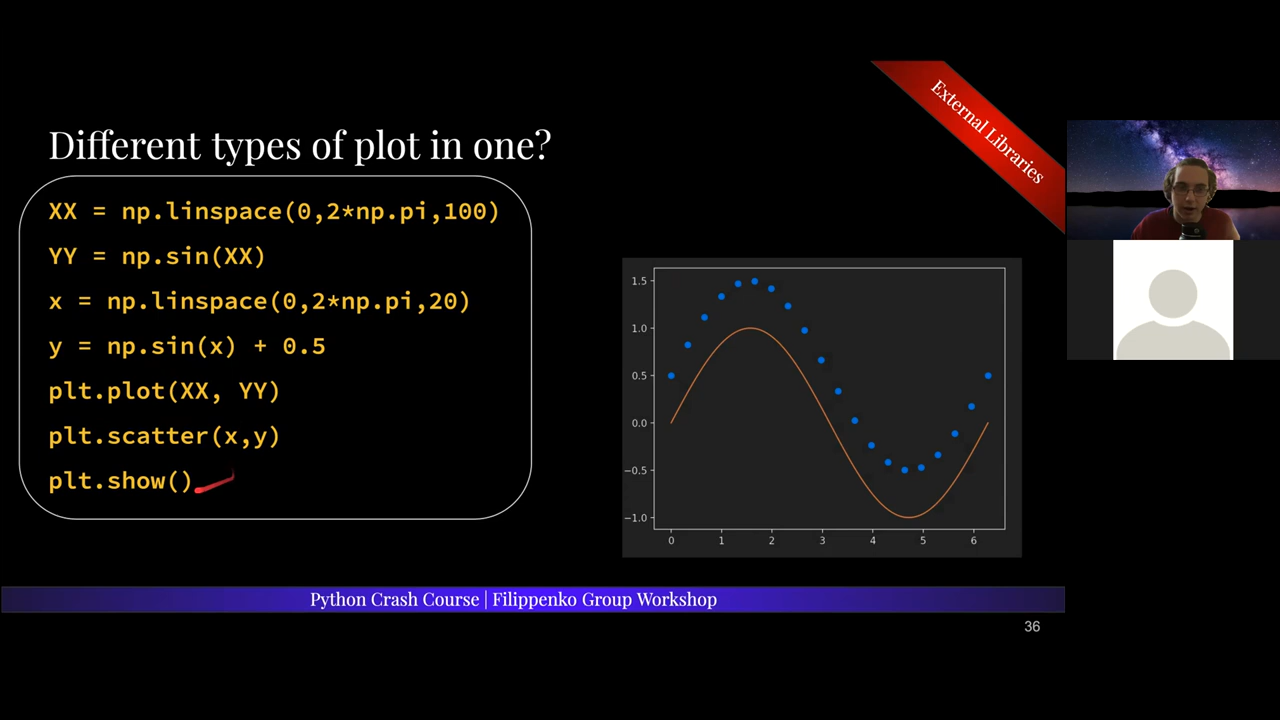 External Libraries
Different types of plot in one?
XX = np.linspace(0,2*np.pi,100)
YY = np.sin(XX)
x = np.linspace(0,2*np.pi,20)
y = np.sin(x) + 0.5
plt.plot(XX, YY)
plt.scatter(x,y)
plt.show()
1.5
1.0
0.5
0.0
−0.5
−1.0
0 1 2 3 4 5 6
Python Crash Course | Filippenko Group Workshop
36